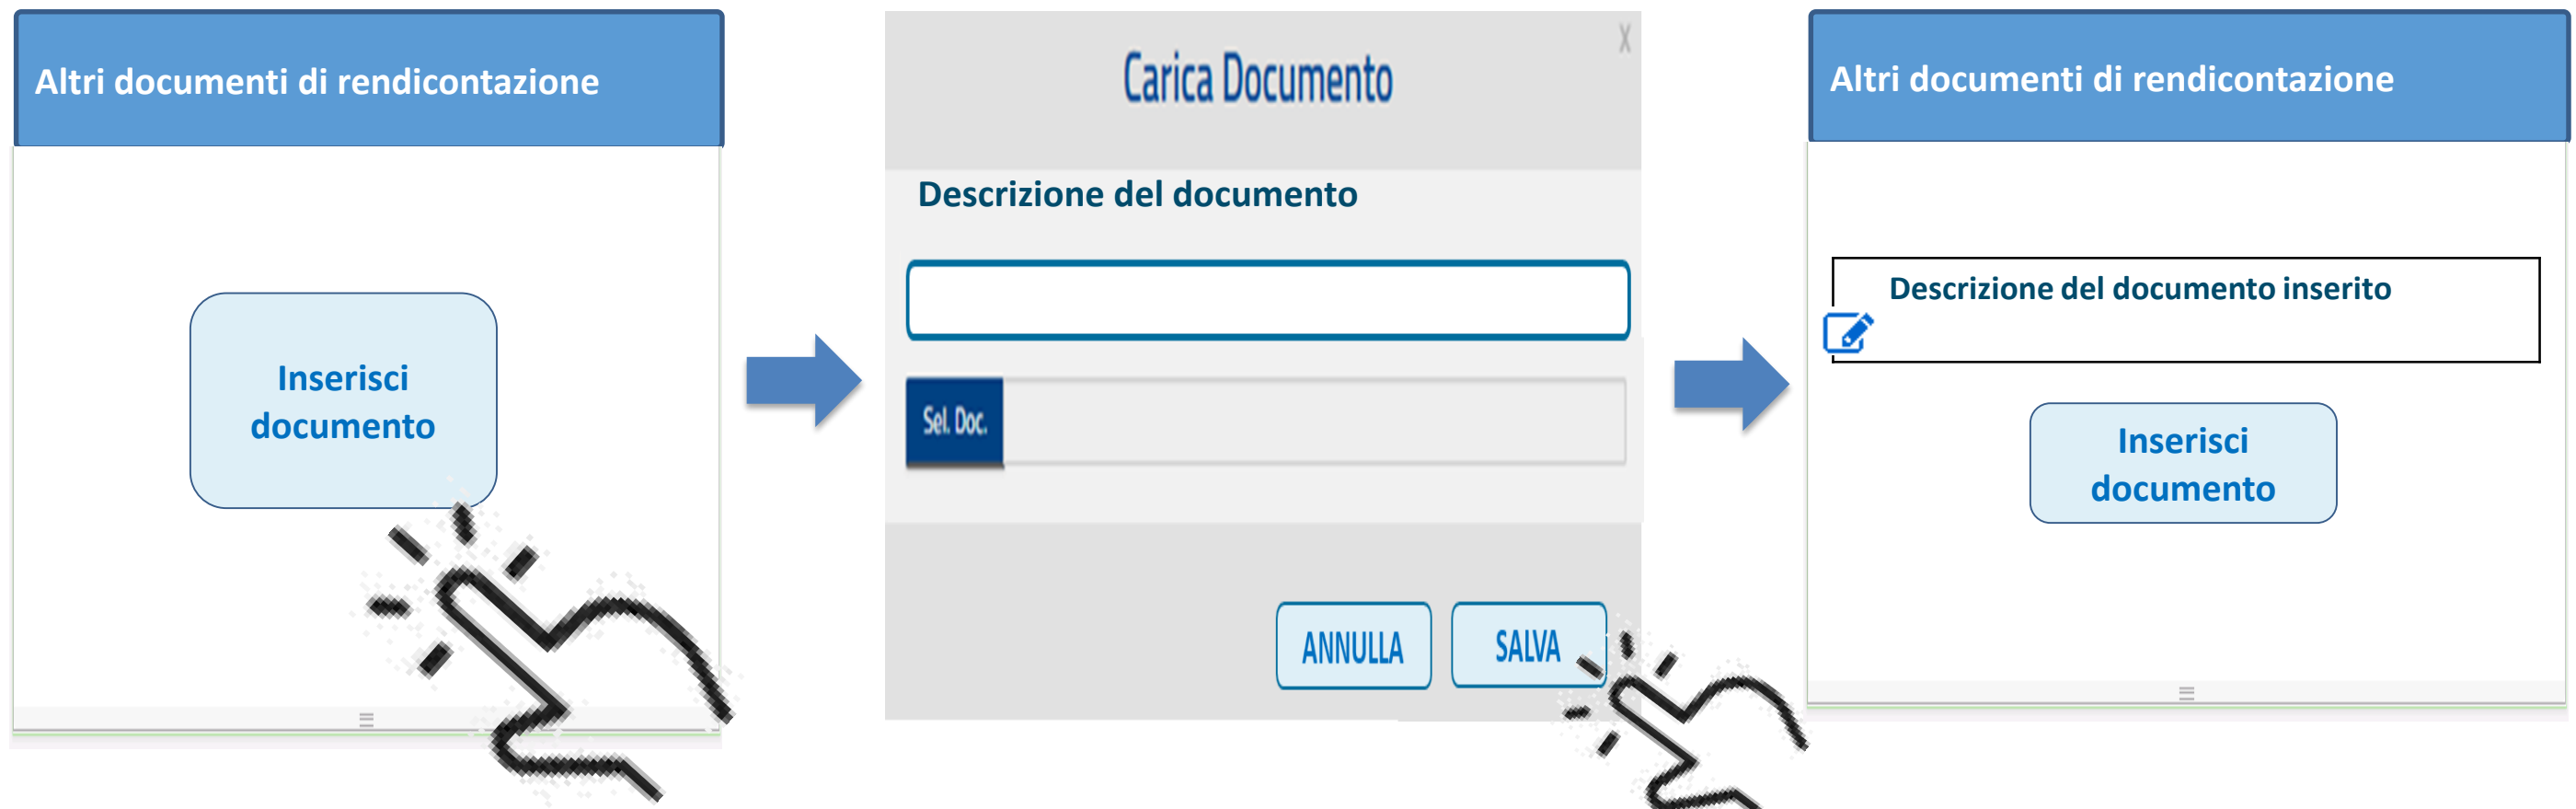 Altri documenti di rendicontazione
Inserisci
documento
Carica Documento
X
Descrizione del documento
Sel. Doc.
ANNULLA
SALVA
Altri documenti di rendicontazione
Descrizione del documento inserito
Inserisci
documento